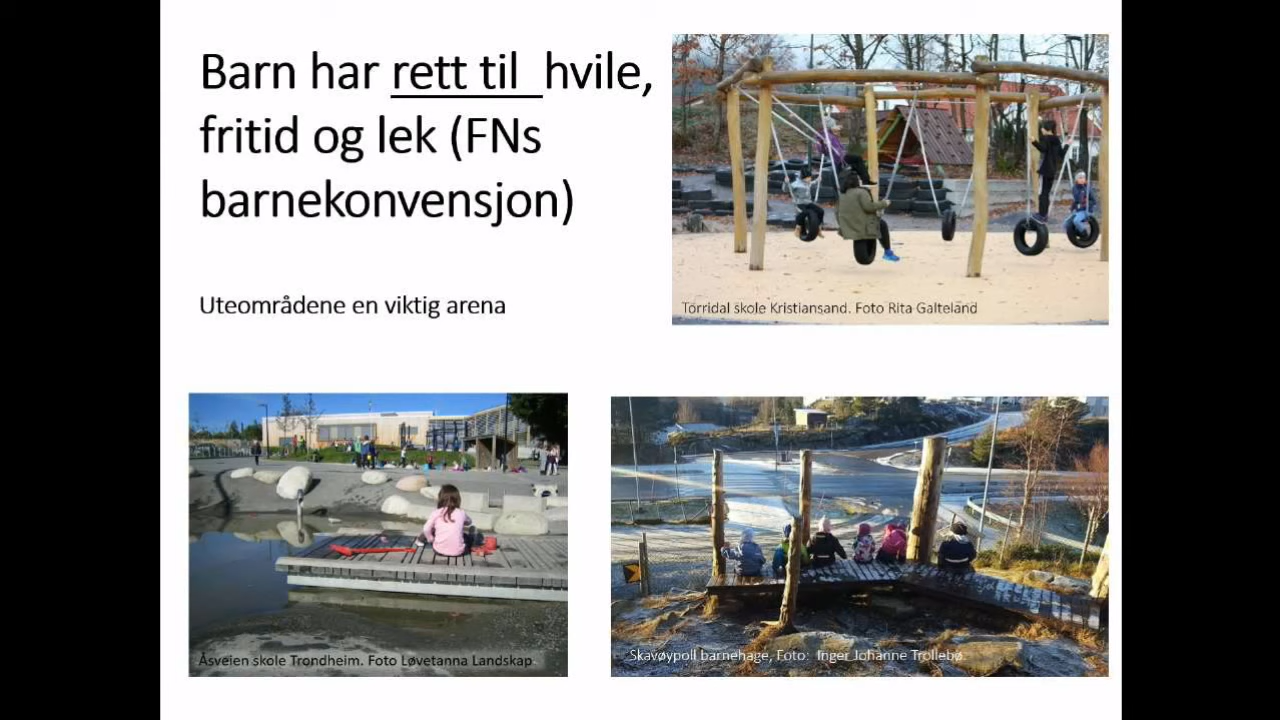 Barn har rett til hvile,
fritid og lek (FNs
barnekonvensjon)
Uteområdene en viktig arena
Torridal skole Kristiansand. Foto Rita Galteland
Åsveien skole Trondheim. Foto Løvetanna Landskap
Skavøypoll barnehage, Foto: Inger Johanne Trollebø.